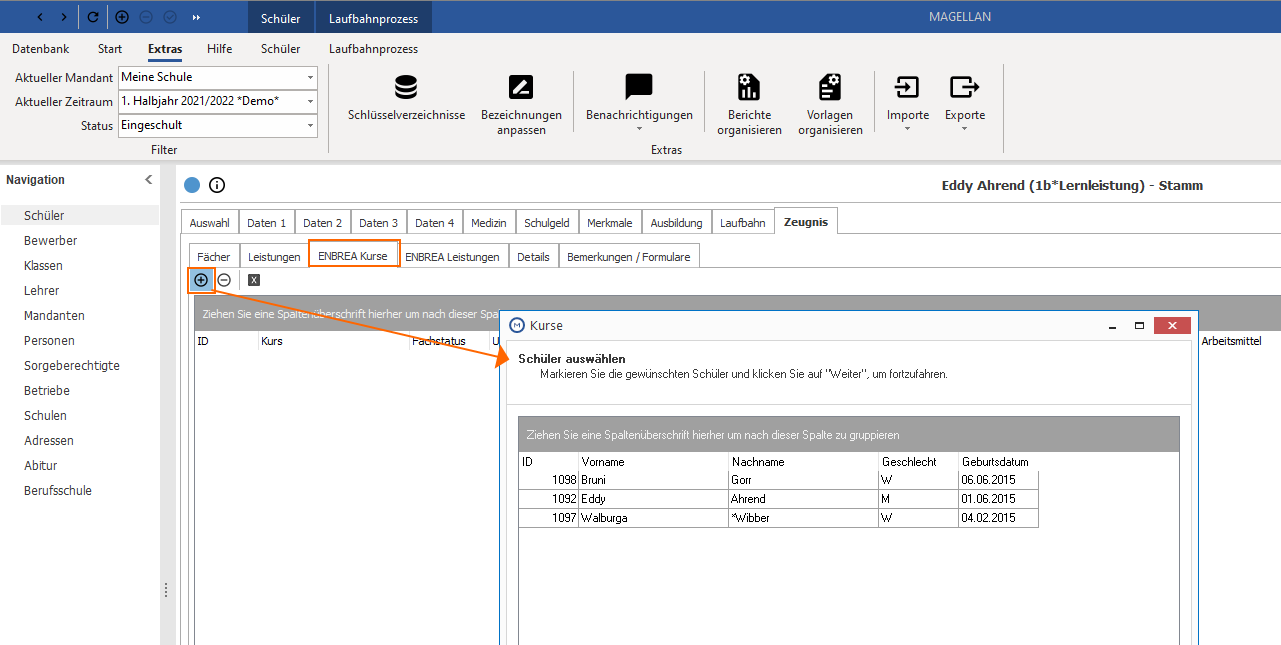 Schüler
Laufbahnprozess
MAGELLAN
Datenbank
Start
Extras
Hilfe
Schüler
Laufbahnprozess
Aktueller Mandant
Meine Schule
Aktueller Zeitraum
1. Halbjahr 2021/2022 *Demo*
Status
Eingeschult
Filter
Schlüsselverzeichnisse
Bezeichnungen
anpassen
Benachrichtigungen
Berichte
organisieren
Vorlagen
organisieren
Importe
Exporte
Extras
Navigation
Schüler
Bewerber
Klassen
Lehrer
Mandanten
Personen
Sorgeberechtigte
Betriebe
Schulen
Adressen
Abitur
Berufsschule
Eddy Ahrend (1b*Lernleistung) - Stamm
Auswahl
Daten 1
Daten 2
Daten 3
Daten 4
Medizin
Schulgeld
Merkmale
Ausbildung
Laufbahn
Zeugnis
Fächer
Leistungen
ENBREA Kurse
ENBREA Leistungen
Details
Bemerkungen / Formulare
X
Ziehen Sie eine Spaltenüberschrift hierher um nach dieser Spa
ID
Kurs
Fachstatus
U
Arbeitsmittel
M
Kurse
Schüler auswählen
Markieren Sie die gewünschten Schüler und klicken Sie auf "Weiter", um fortzufahren.
Ziehen Sie eine Spaltenüberschrift hierher um nach dieser Spalte zu gruppieren
ID Vorname Nachname Geschlecht Geburtsdatum
1098 Bruni Gorr W 06.06.2015
1092 Eddy Ahrend M 01.06.2015
1097 Walburga *Wibber W 04.02.2015